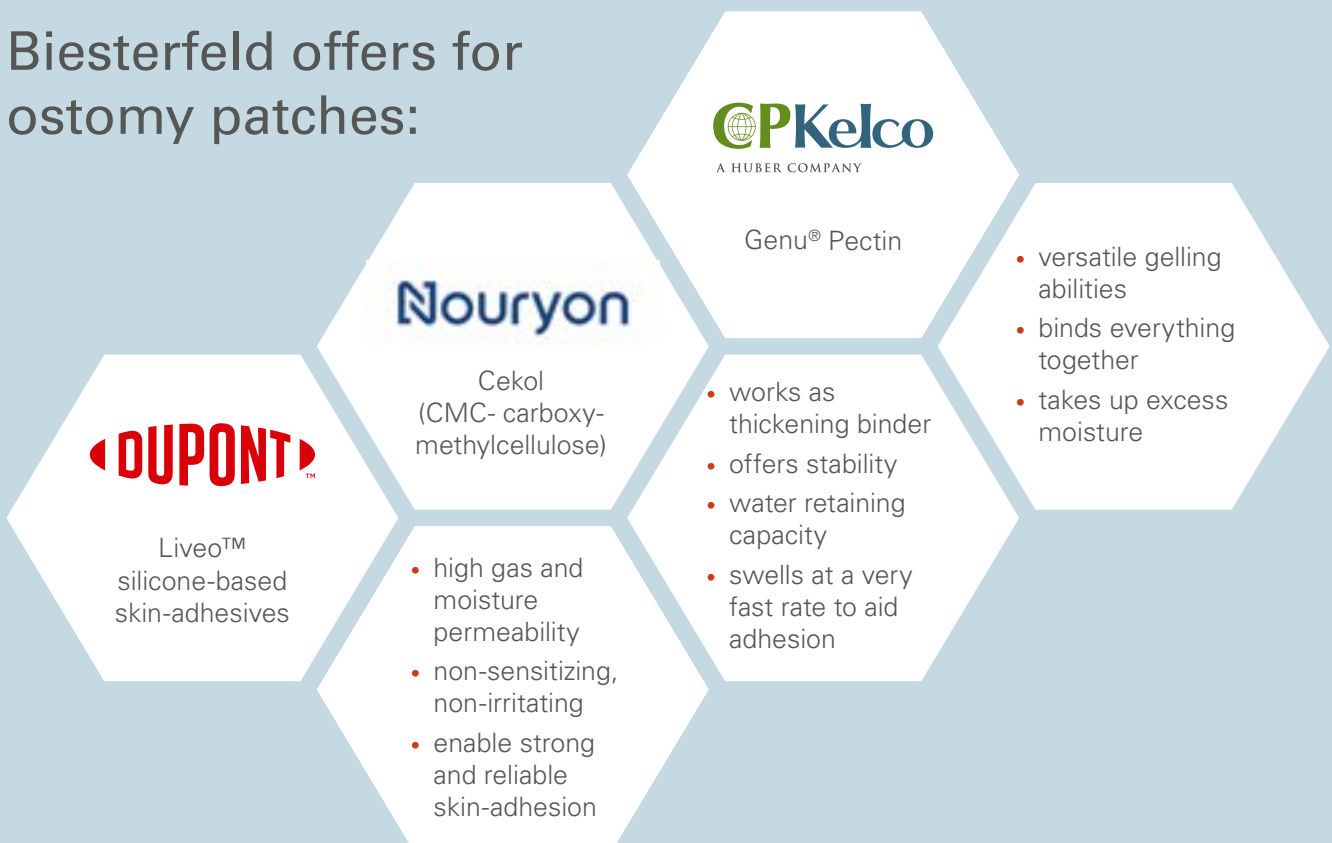 Biesterfeld offers for
ostomy patches:
CPKelco
A HUBER COMPANY
Genu® Pectin
Nouryon
Cekol
(CMC- carboxy-
methylcellulose)
DUPONT™
Liveo™
silicone-based
skin-adhesives
• high gas and
moisture
permeability
• non-sensitizing,
non-irritating
• enable strong
and reliable
skin-adhesion
• works as
thickening binder
• offers stability
• water retaining
capacity
• swells at a very
fast rate to aid
adhesion
• versatile gelling
abilities
• binds everything
together
• takes up excess
moisture